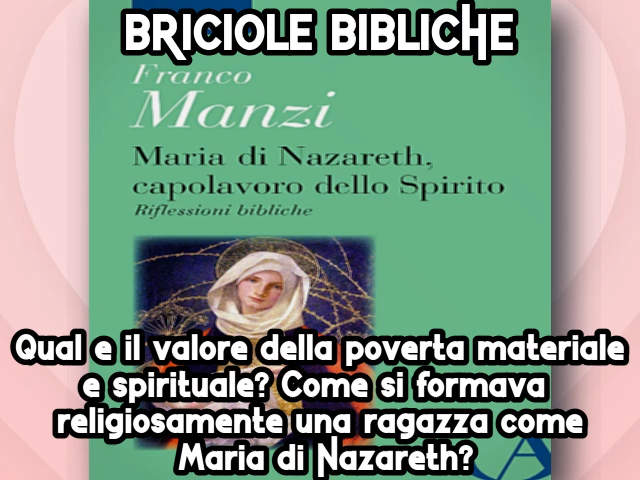 BRICIOLE BIBLICHE
Franco
Manzi
Maria di Nazareth,
capolavoro dello Spirito
Riflessioni bibliche
Qual e il valore della poverta materiale
e spirituale? Come si formava
religiosamente una ragazza come
Maria di Nazareth?
A